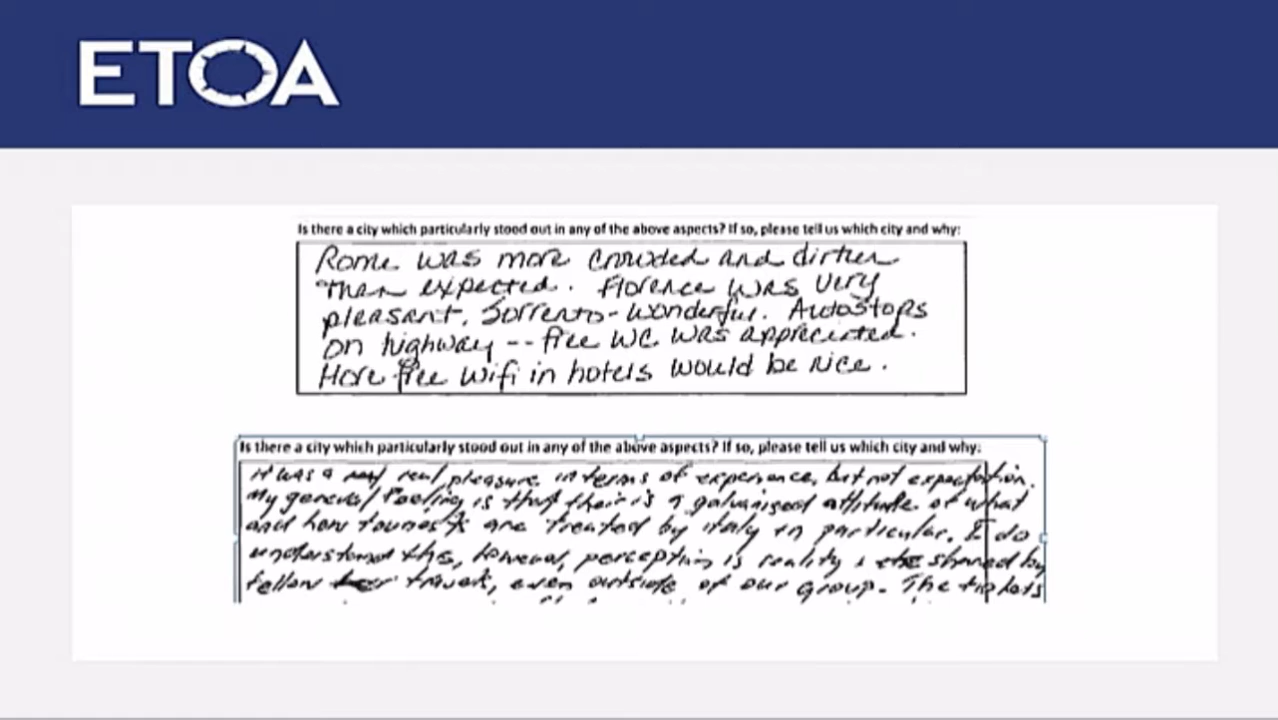 ETOA
Is there a city which particularly stood out in any of the above aspects? If so, please tell us which city and why:
Rome was more crowded and dirtier
than expected. Florence was very
pleasant. Sorrento - wonderful. AutoStops
on highway -- free WC was appreciated.
More free wifi in hotels would be nice.
Is there a city which particularly stood out in any of the above aspects? If so, please tell us which city and why:
It was a real pleasure in terms of experience, but not expectation.
My general feeling is that their is a galvanised attitude of what
and how tourists are treated by italy in particular. I do
understand this, however, perception is reality & shared by
fellow travel, even outside of our group. The